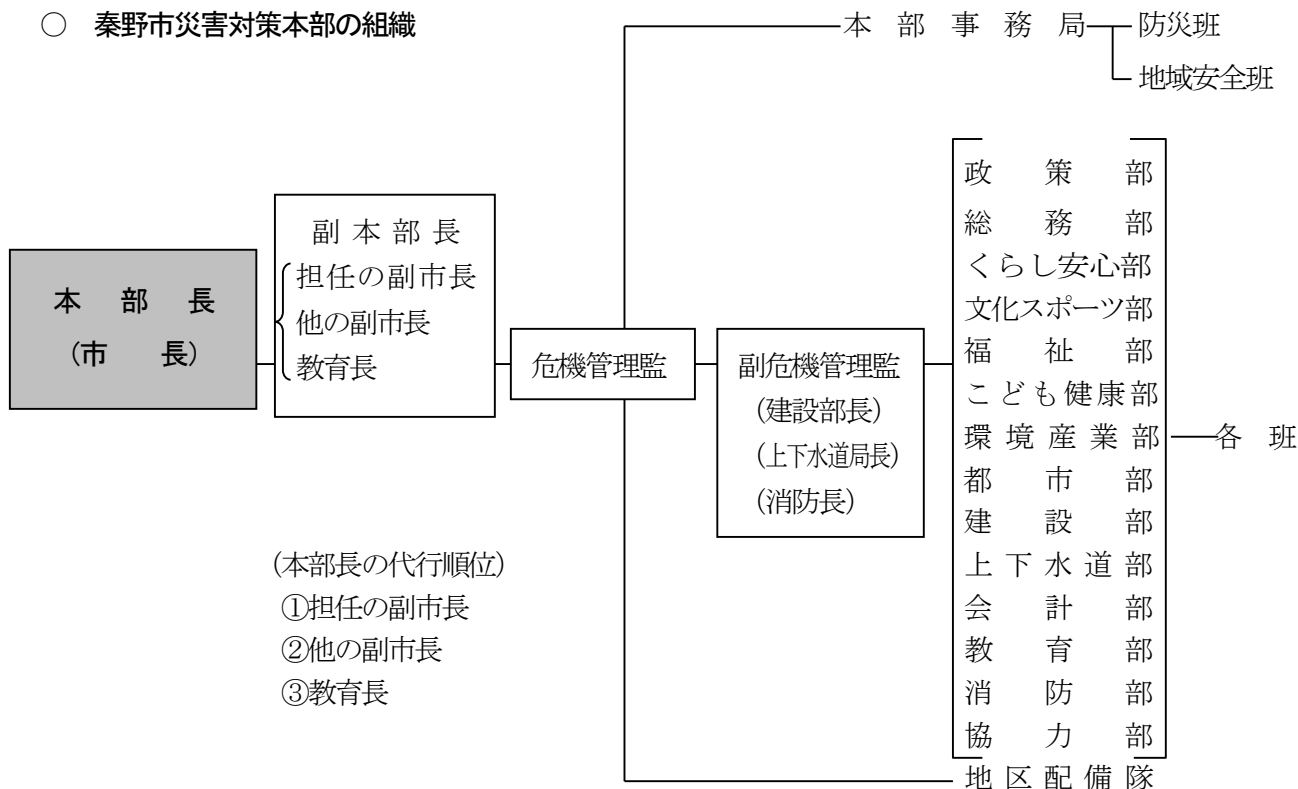 ○ 秦野市災害対策本部の組織
本部事務局
防災班
地域安全班
本部長
(市長)
副本部長
担任の副市長
他の副市長
教育長
危機管理監
副危機管理監
(建設部長)
(上下水道局長)
(消防長)
政策部
総務部
くらし安心部
文化スポーツ部
福祉部
こども健康部
環境産業部
都市部
建設部
上下水道部
会計部
教育部
消防部
協力部
各班
地区配備隊
(本部長の代行順位)
①担任の副市長
②他の副市長
③教育長